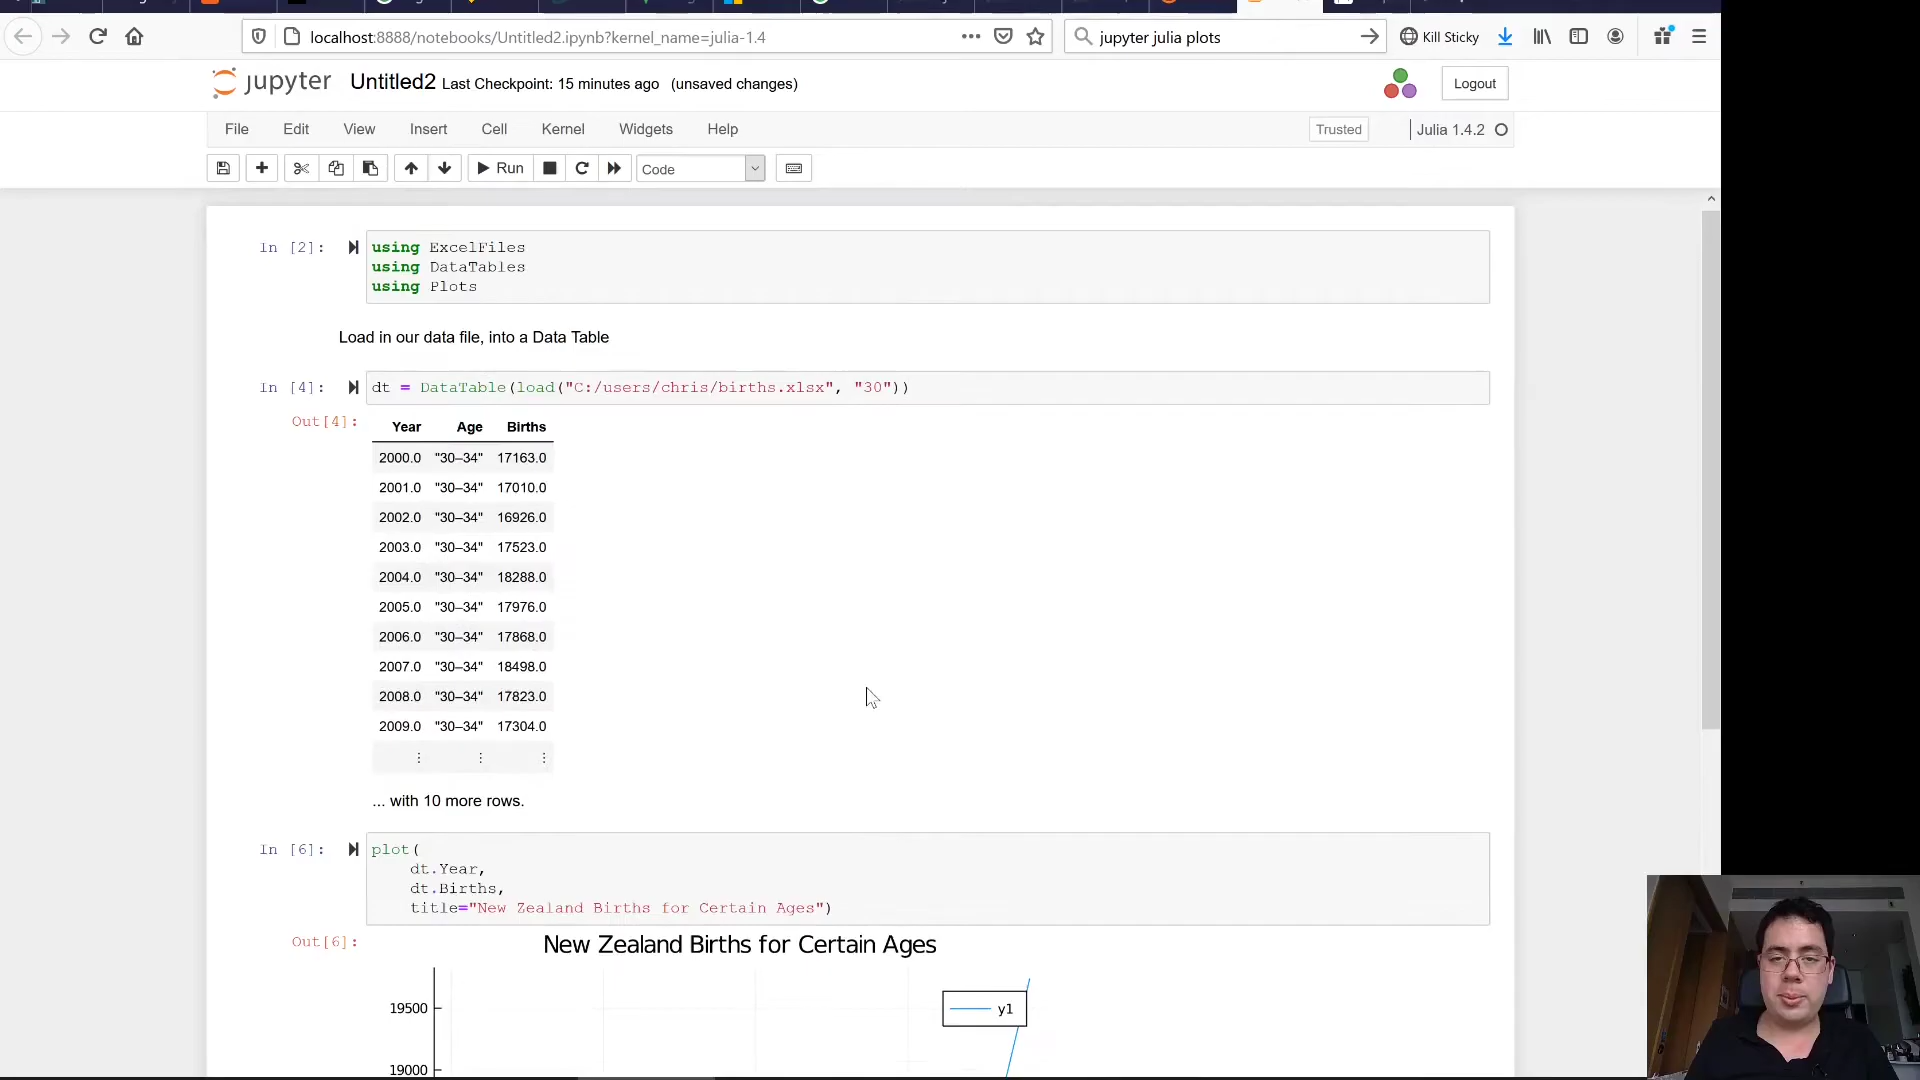 localhost:8888/notebooks/Untitled2.ipynb?kernel_name=julia-1.4
jupyter julia plots
Kill Sticky
jupyter Untitled2 Last Checkpoint: 15 minutes ago (unsaved changes)
Logout
File Edit View Insert Cell Kernel Widgets Help
Trusted
Julia 1.4.2
Run
Code
In [2]:
using ExcelFiles
using DataTables
using Plots
Load in our data file, into a Data Table
In [4]:
dt = DataTable(load("C:/users/chris/births.xlsx", "30"))
Out[4]:
Year Age Births
2000.0 "30–34" 17163.0
2001.0 "30–34" 17010.0
2002.0 "30–34" 16926.0
2003.0 "30–34" 17523.0
2004.0 "30–34" 18288.0
2005.0 "30–34" 17976.0
2006.0 "30–34" 17868.0
2007.0 "30–34" 18498.0
2008.0 "30–34" 17823.0
2009.0 "30–34" 17304.0
⋮ ⋮ ⋮
... with 10 more rows.
In [6]:
plot(
dt.Year,
dt.Births,
title="New Zealand Births for Certain Ages")
Out[6]:
New Zealand Births for Certain Ages
19500
y1
19000